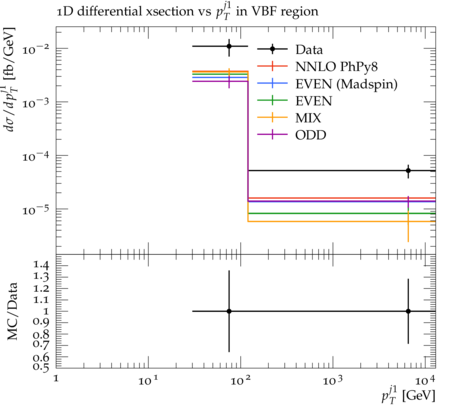 1D differential xsection vs p_T^{j1} in VBF region
dσ/dp_T^{j1} [fb/GeV]
10^{-2}
10^{-3}
10^{-4}
10^{-5}
Data
NNLO PhPy8
EVEN (Madspin)
EVEN
MIX
ODD
MC/Data
1.4
1.3
1.2
1.1
1
0.9
0.8
0.7
0.6
0.5
1
10^1
10^2
10^3
10^4
p_T^{j1} [GeV]